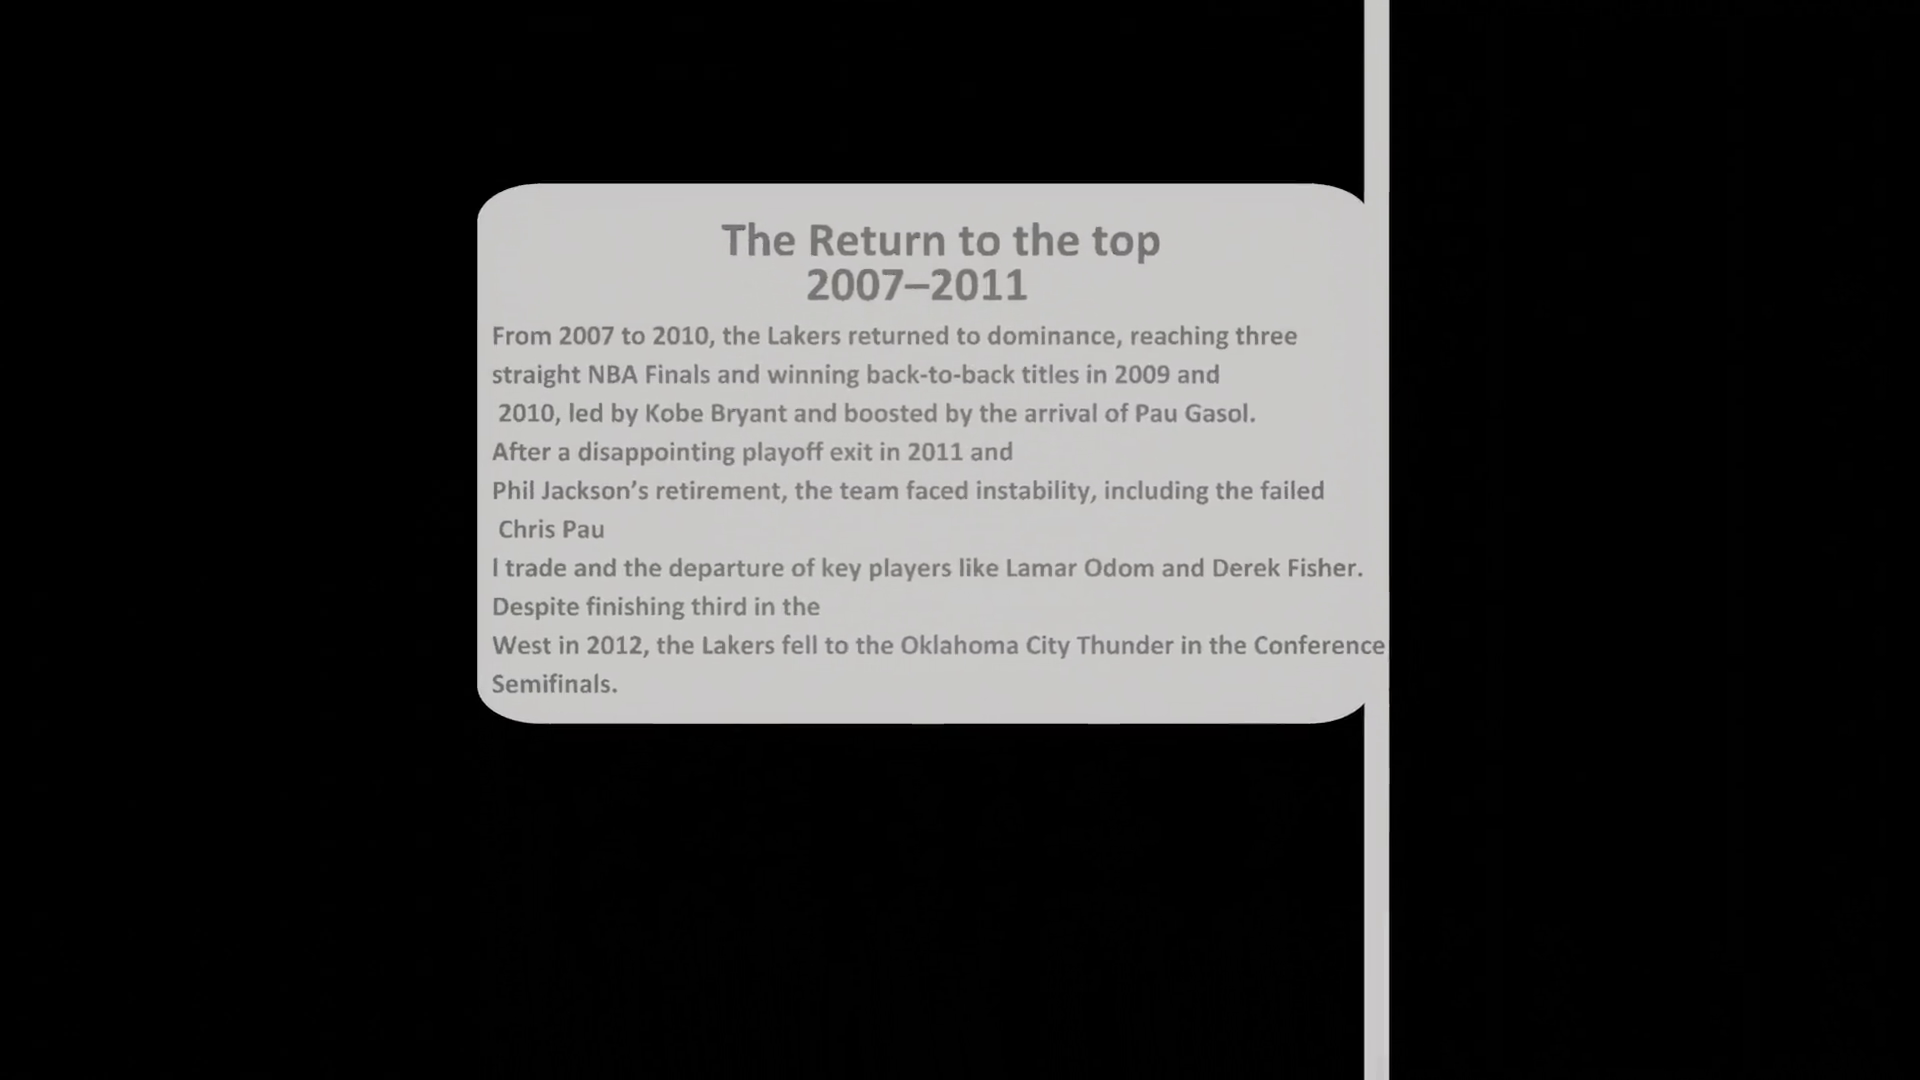 The Return to the top
2007–2011
From 2007 to 2010, the Lakers returned to dominance, reaching three
straight NBA Finals and winning back-to-back titles in 2009 and
2010, led by Kobe Bryant and boosted by the arrival of Pau Gasol.
After a disappointing playoff exit in 2011 and
Phil Jackson’s retirement, the team faced instability, including the failed
Chris Pau
l trade and the departure of key players like Lamar Odom and Derek Fisher.
Despite finishing third in the
West in 2012, the Lakers fell to the Oklahoma City Thunder in the Conference
Semifinals.